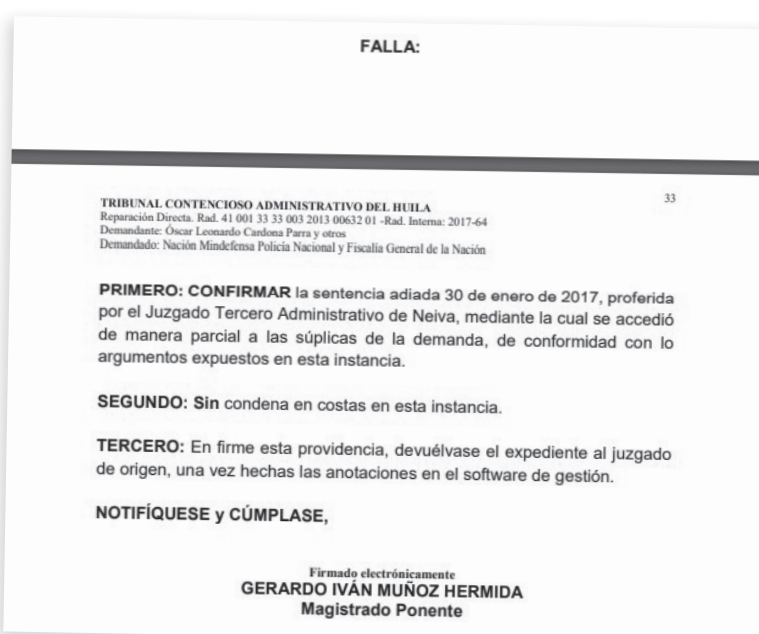 FALLA:
33
TRIBUNAL CONTENCIOSO ADMINISTRATIVO DEL HUILA
Reparación Directa. Rad. 41 001 33 33 003 2013 00632 01 -Rad. Interna: 2017-64
Demandante: Óscar Leonardo Cardona Parra y otros
Demandado: Nación Mindefensa Policía Nacional y Fiscalía General de la Nación
PRIMERO: CONFIRMAR la sentencia adiada 30 de enero de 2017, proferida
por el Juzgado Tercero Administrativo de Neiva, mediante la cual se accedió
de manera parcial a las súplicas de la demanda, de conformidad con lo
argumentos expuestos en esta instancia.
SEGUNDO: Sin condena en costas en esta instancia.
TERCERO: En firme esta providencia, devuélvase el expediente al juzgado
de origen, una vez hechas las anotaciones en el software de gestión.
NOTIFÍQUESE y CÚMPLASE,
Firmado electrónicamente
GERARDO IVÁN MUÑOZ HERMIDA
Magistrado Ponente